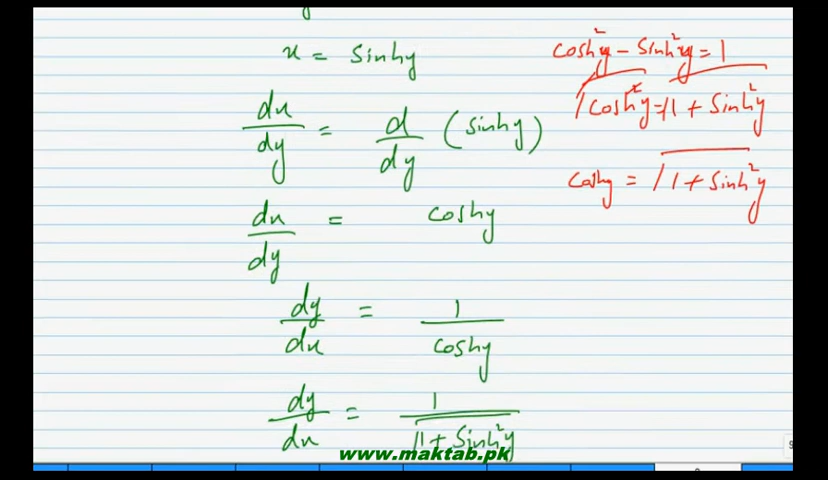 x = Sinhy
cosh²y - Sinh²y = 1
√cosh²y = √1 + Sinh²y
dx/dy = d/dy (Sinhy)
coshy = √1 + Sinh²y
dx/dy = coshy
dy/dx = 1/coshy
dy/dx = 1/√1 + Sinh²y
www.maktab.pk